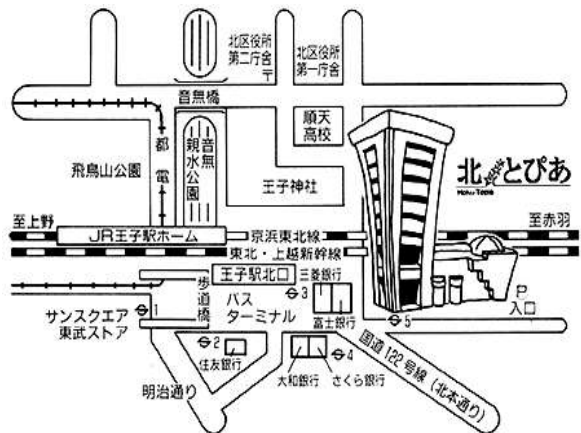 北区役所
第二庁舎
〒
北区役所
第一庁舎
音無橋
順天
高校
都電
音無
親水公園
飛鳥山公園
王子神社
北とぴあ
Hoku Topia
至上野
JR王子駅ホーム
京浜東北線
至赤羽
東北・上越新幹線
王子駅北口
三菱銀行
歩道橋
バス
ターミナル
3
富士銀行
P
入口
サンスクエア
東武ストア
1
5
2
住友銀行
4
大和銀行
さくら銀行
国道122号線(北本通り)
明治通り